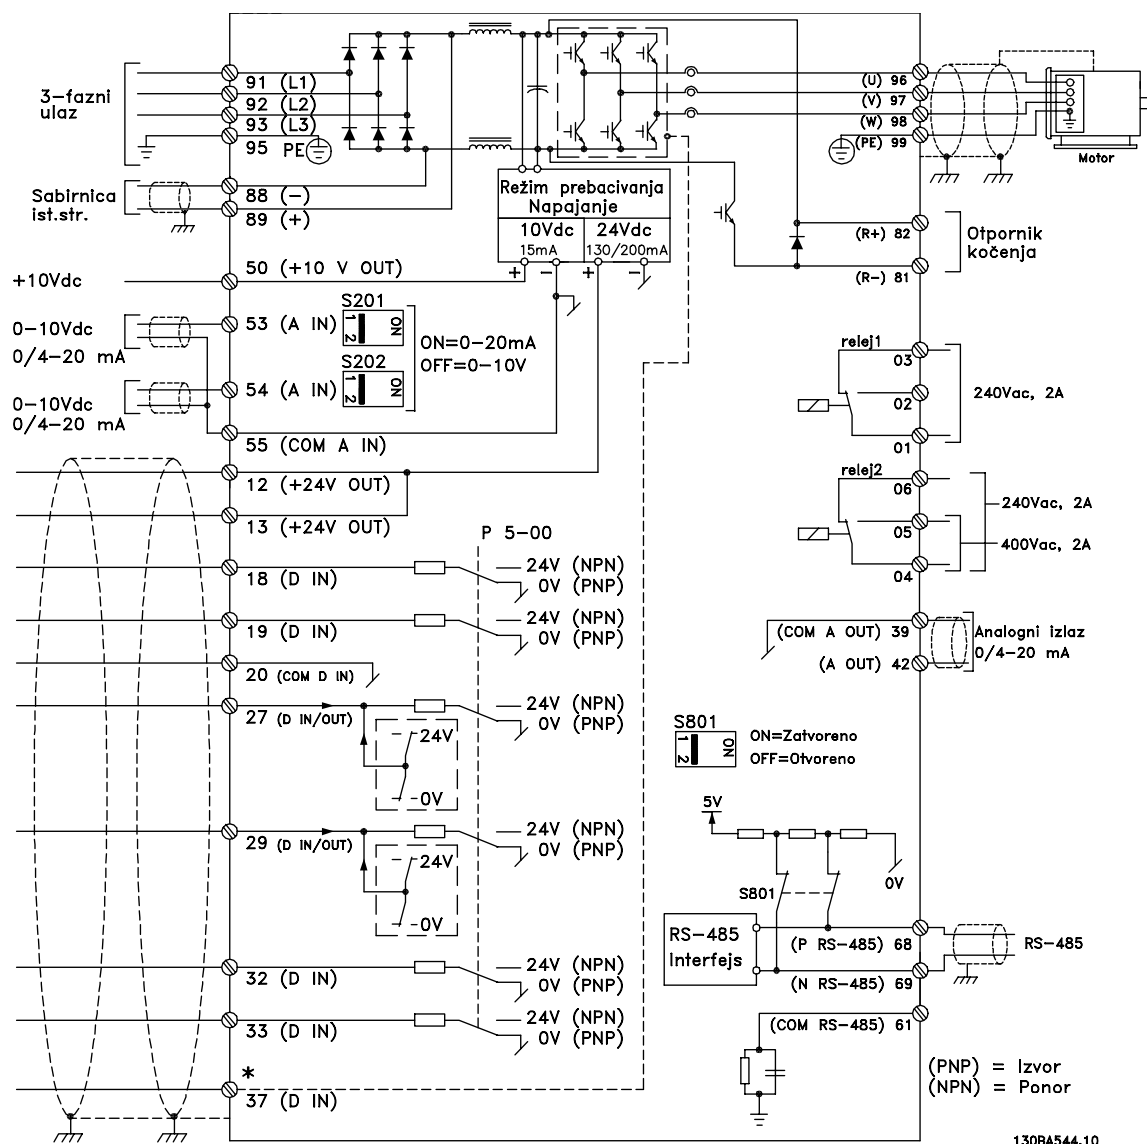 3-fazni
ulaz
91 (L1)
92 (L2)
93 (L3)
95 PE
Sabirnica
ist.str.
88 (-)
89 (+)
Režim prebacivanja
Napajanje
10Vdc
15mA
24Vdc
130/200mA
+ - + -
(U) 96
(V) 97
(W) 98
(PE) 99
Motor
(R+) 82
(R-) 81
Otpornik
kočenja
+10Vdc
50 (+10 V OUT)
0-10Vdc
0/4-20 mA
53 (A IN)
S201
1 2
ON
S202
1 2
ON
ON=0-20mA
OFF=0-10V
0-10Vdc
0/4-20 mA
54 (A IN)
55 (COM A IN)
12 (+24V OUT)
13 (+24V OUT)
relej1
03
02
01
240Vac, 2A
relej2
06
05
04
240Vac, 2A
400Vac, 2A
P 5-00
18 (D IN)
24V (NPN)
0V (PNP)
19 (D IN)
24V (NPN)
0V (PNP)
20 (COM D IN)
27 (D IN/OUT)
24V (NPN)
0V (PNP)
24V
0V
29 (D IN/OUT)
24V (NPN)
0V (PNP)
24V
0V
32 (D IN)
24V (NPN)
0V (PNP)
33 (D IN)
24V (NPN)
0V (PNP)
*
37 (D IN)
(COM A OUT) 39
(A OUT) 42
Analogni izlaz
0/4-20 mA
S801
1 2
ON
ON=Zatvoreno
OFF=Otvoreno
5V
0V
S801
RS-485
Interfejs
(P RS-485) 68
(N RS-485) 69
(COM RS-485) 61
RS-485
(PNP) = Izvor
(NPN) = Ponor
130BA544.10